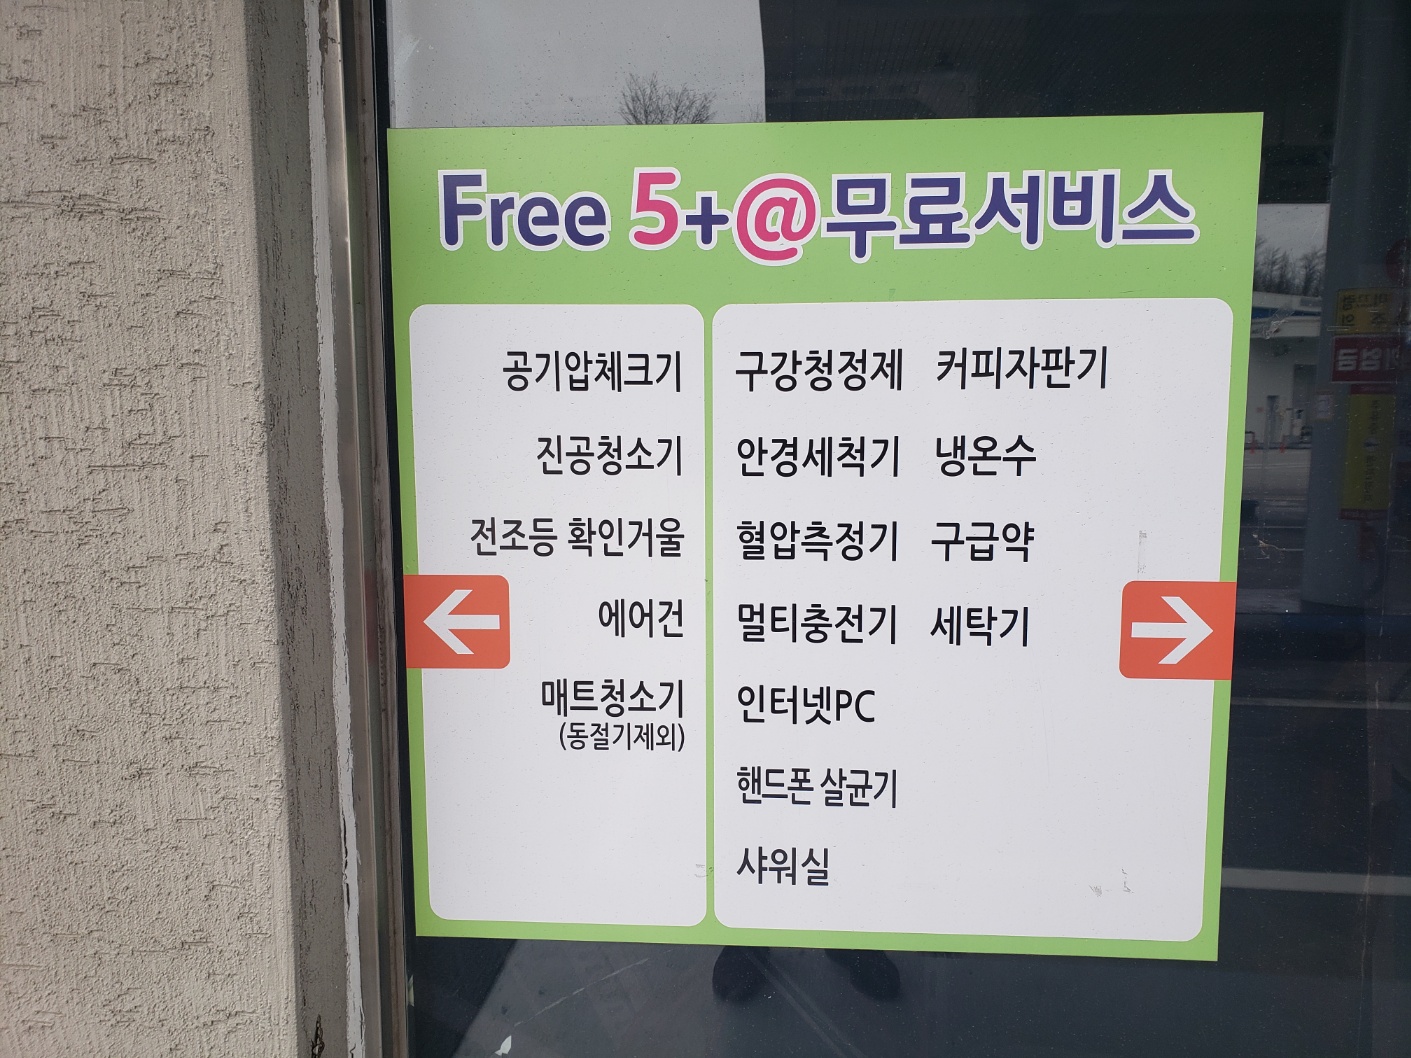 Free 5+@무료서비스
공기압체크기
진공청소기
전조등 확인거울
에어건
매트청소기
(동절기제외)
구강청정제 커피자판기
안경세척기 냉온수
혈압측정기 구급약
멀티충전기 세탁기
인터넷PC
핸드폰 살균기
샤워실